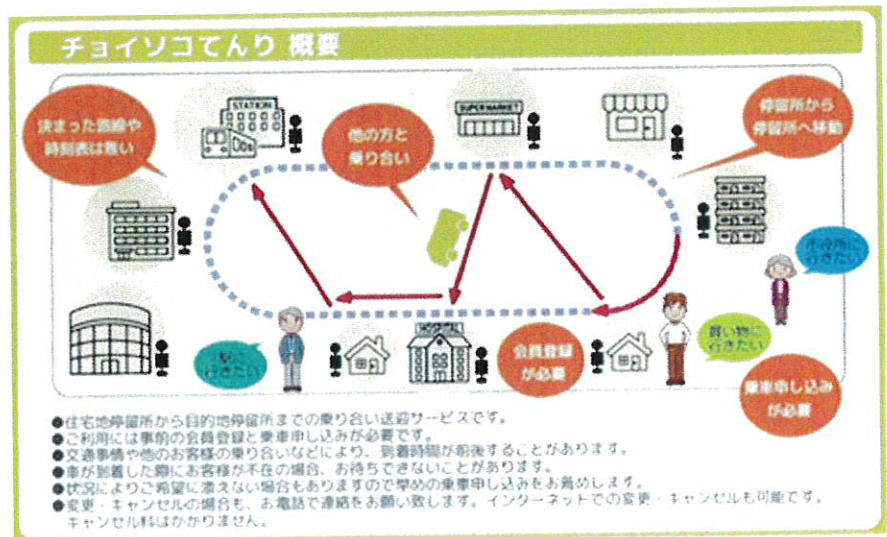 チョイソコてんり 概要
決まった路線や
時刻表は無い
STATION
他の方と
乗り合い
SUPERMARKET
停留所から
停留所へ移動
市役所に
行きたい
駅に
行きたい
HOSPITAL
会員登録
が必要
買い物に
行きたい
乗車申し込み
が必要
●住宅地停留所から目的地停留所までの乗り合い送迎サービスです。
●ご利用には事前の会員登録と乗車申し込みが必要です。
●交通事情や他のお客様の乗り合いなどにより、到着時間が前後することがあります。
●車が到着した際にお客様が不在の場合、お待ちできないことがあります。
●状況によりご希望に添えない場合もありますので早めの乗車申し込みをお薦めします。
●変更・キャンセルの場合も、お電話で連絡をお願い致します。インターネットでの変更・キャンセルも可能です。
キャンセル料はかかりません。